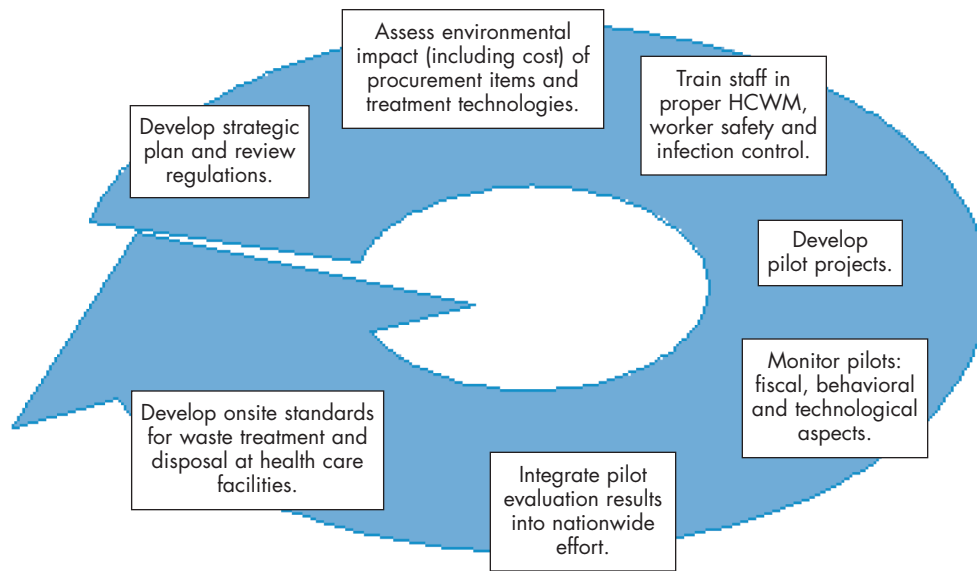 Assess environmental
impact (including cost) of
procurement items and
treatment technologies.
Train staff in
proper HCWM,
worker safety and
infection control.
Develop
pilot projects.
Monitor pilots:
fiscal, behavioral
and technological
aspects.
Integrate pilot
evaluation results
into nationwide
effort.
Develop onsite standards
for waste treatment and
disposal at health care
facilities.
Develop strategic
plan and review
regulations.